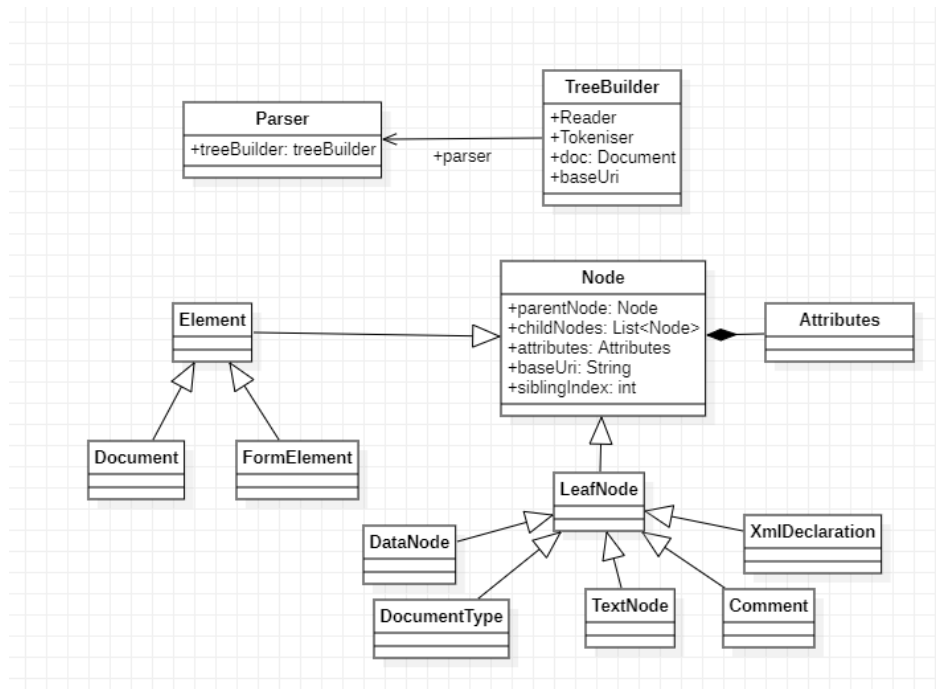 Parser
+treeBuilder: treeBuilder
+parser
TreeBuilder
+Reader
+Tokeniser
+doc: Document
+baseUri
Node
+parentNode: Node
+childNodes: List<Node>
+attributes: Attributes
+baseUri: String
+siblingIndex: int
Attributes
Element
Document
FormElement
LeafNode
DataNode
XmlDeclaration
DocumentType
TextNode
Comment